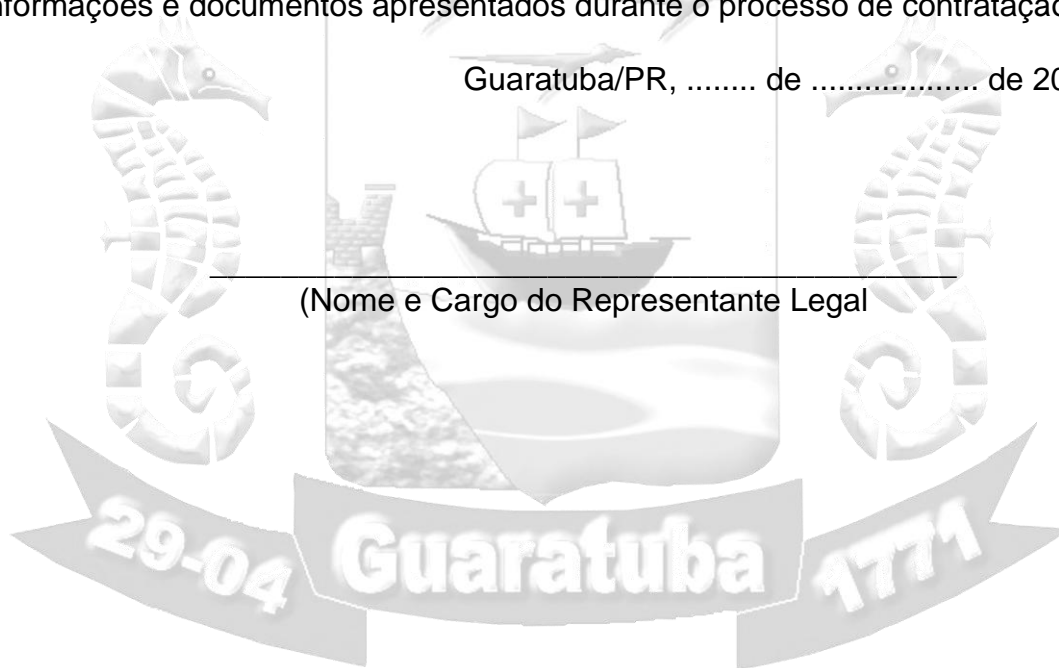 nformações e documentos apresentados durante o processo de contratação
Guaratuba/PR, ........ de ................... de 20
(Nome e Cargo do Representante Legal
29-04 Guaratuba 1771